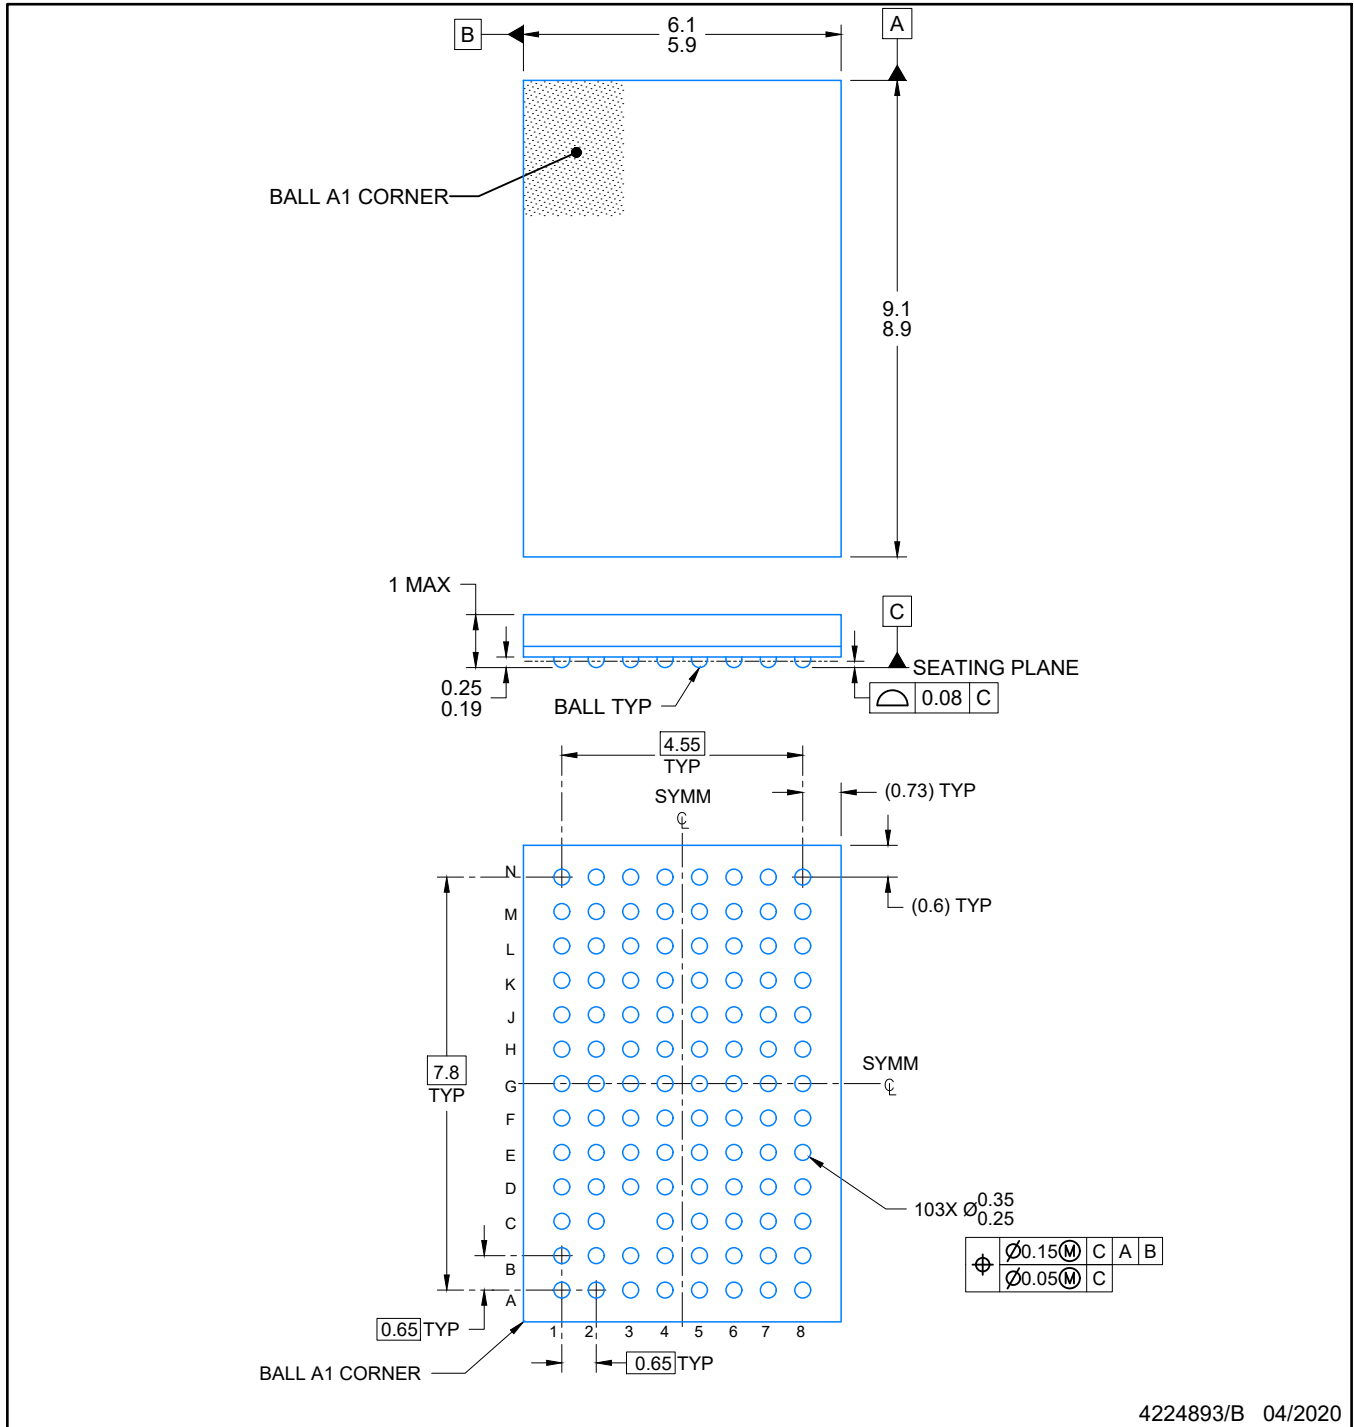 B
6.1
5.9
A
BALL A1 CORNER
9.1
8.9
1 MAX
C
SEATING PLANE
0.25
0.19
BALL TYP
0.08 C
4.55
TYP
(0.73) TYP
SYMM
℄
N
(0.6) TYP
M
L
K
J
H
SYMM
℄
7.8
TYP
G
F
E
D
103X Ø0.35
0.25
C
Ø0.15Ⓜ C A B
Ø0.05Ⓜ C
B
A
0.65 TYP
1 2 3 4 5 6 7 8
0.65 TYP
BALL A1 CORNER
4224893/B 04/2020